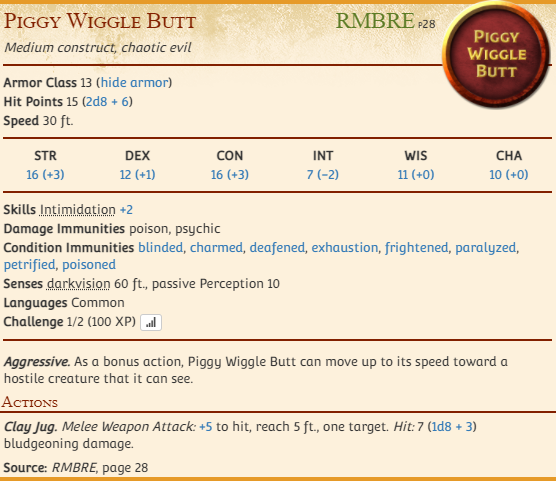 Piggy Wiggle Butt RMBRE P28
Piggy
Wiggle
Butt
Medium construct, chaotic evil
Armor Class 13 (hide armor)
Hit Points 15 (2d8 + 6)
Speed 30 ft.
STR DEX CON INT WIS CHA
16 (+3) 12 (+1) 16 (+3) 7 (−2) 11 (+0) 10 (+0)
Skills Intimidation +2
Damage Immunities poison, psychic
Condition Immunities blinded, charmed, deafened, exhaustion, frightened, paralyzed,
petrified, poisoned
Senses darkvision 60 ft., passive Perception 10
Languages Common
Challenge 1/2 (100 XP)
Aggressive. As a bonus action, Piggy Wiggle Butt can move up to its speed toward a
hostile creature that it can see.
Actions
Clay Jug. Melee Weapon Attack: +5 to hit, reach 5 ft., one target. Hit: 7 (1d8 + 3)
bludgeoning damage.
Source: RMBRE, page 28